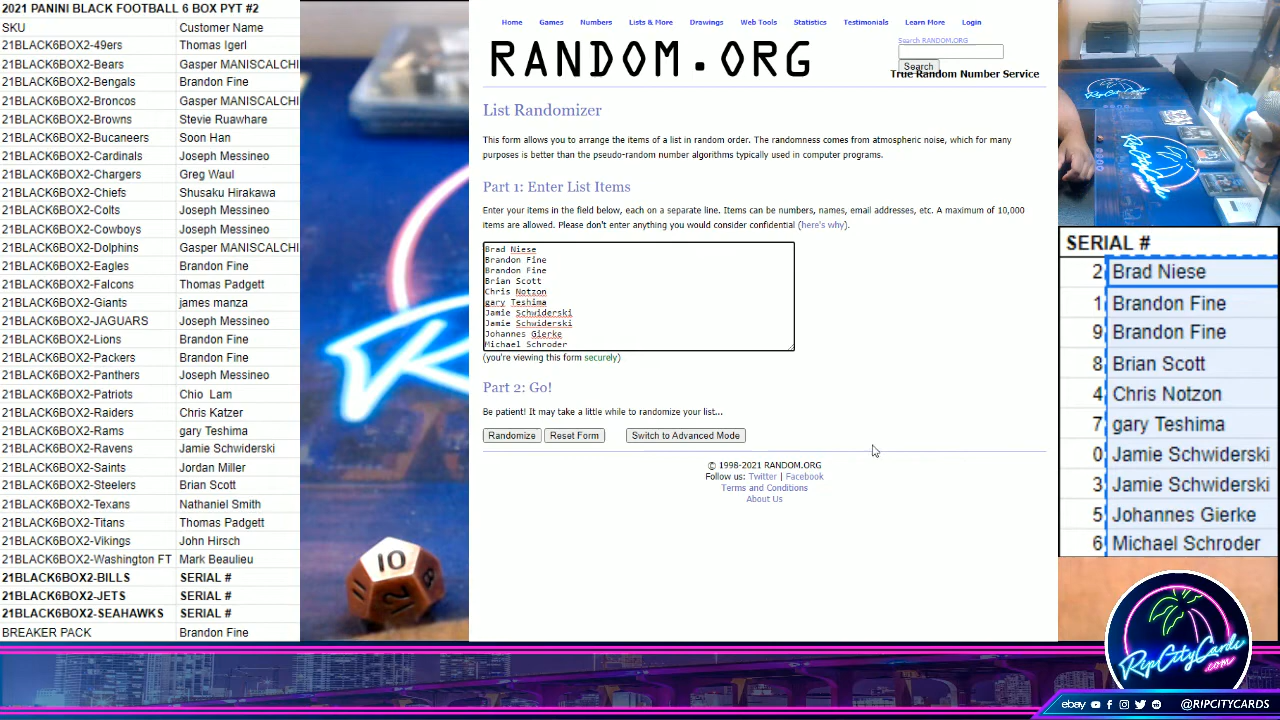 2021 PANINI BLACK FOOTBALL 6 BOX PYT #2
SKU Customer Name
21BLACK6BOX2-49ers Thomas Igerl
21BLACK6BOX2-Bears Gasper MANISCALCHI
21BLACK6BOX2-Bengals Brandon Fine
21BLACK6BOX2-Broncos Gasper MANISCALCHI
21BLACK6BOX2-Browns Stevie Ruawhare
21BLACK6BOX2-Bucaneers Soon Han
21BLACK6BOX2-Cardinals Joseph Messineo
21BLACK6BOX2-Chargers Greg Waul
21BLACK6BOX2-Chiefs Shusaku Hirakawa
21BLACK6BOX2-Colts Joseph Messineo
21BLACK6BOX2-Cowboys Joseph Messineo
21BLACK6BOX2-Dolphins Gasper MANISCALCHI
21BLACK6BOX2-Eagles Brandon Fine
21BLACK6BOX2-Falcons Thomas Padgett
21BLACK6BOX2-Giants james manza
21BLACK6BOX2-JAGUARS Joseph Messineo
21BLACK6BOX2-Lions Brandon Fine
21BLACK6BOX2-Packers Brandon Fine
21BLACK6BOX2-Panthers Joseph Messineo
21BLACK6BOX2-Patriots Chio Lam
21BLACK6BOX2-Raiders Chris Katzer
21BLACK6BOX2-Rams gary Teshima
21BLACK6BOX2-Ravens Jamie Schwiderski
21BLACK6BOX2-Saints Jordan Miller
21BLACK6BOX2-Steelers Brian Scott
21BLACK6BOX2-Texans Nathaniel Smith
21BLACK6BOX2-Titans Thomas Padgett
21BLACK6BOX2-Vikings John Hirsch
21BLACK6BOX2-Washington FT Mark Beaulieu
21BLACK6BOX2-BILLS SERIAL #
21BLACK6BOX2-JETS SERIAL #
21BLACK6BOX2-SEAHAWKS SERIAL #
BREAKER PACK Brandon Fine
10
11
12
8
Home Games Numbers Lists & More Drawings Web Tools Statistics Testimonials Learn More Login
RANDOM.ORG
Search RANDOM.ORG
Search
True Random Number Service
List Randomizer
This form allows you to arrange the items of a list in random order. The randomness comes from atmospheric noise, which for many
purposes is better than the pseudo-random number algorithms typically used in computer programs.
Part 1: Enter List Items
Enter your items in the field below, each on a separate line. Items can be numbers, names, email addresses, etc. A maximum of 10,000
items are allowed. Please don't enter anything you would consider confidential (here's why).
Brad Niese
Brandon Fine
Brandon Fine
Brian Scott
Chris Notzon
gary Teshima
Jamie Schwiderski
Jamie Schwiderski
Johannes Gierke
Michael Schroder
(you're viewing this form securely)
Part 2: Go!
Be patient! It may take a little while to randomize your list...
Randomize Reset Form Switch to Advanced Mode
© 1998-2021 RANDOM.ORG
Follow us: Twitter | Facebook
Terms and Conditions
About Us
SERIAL #
2 Brad Niese
1 Brandon Fine
9 Brandon Fine
8 Brian Scott
4 Chris Notzon
7 gary Teshima
0 Jamie Schwiderski
3 Jamie Schwiderski
5 Johannes Gierke
6 Michael Schroder
RipCityCards
.com
ebay @RIPCITYCARDS